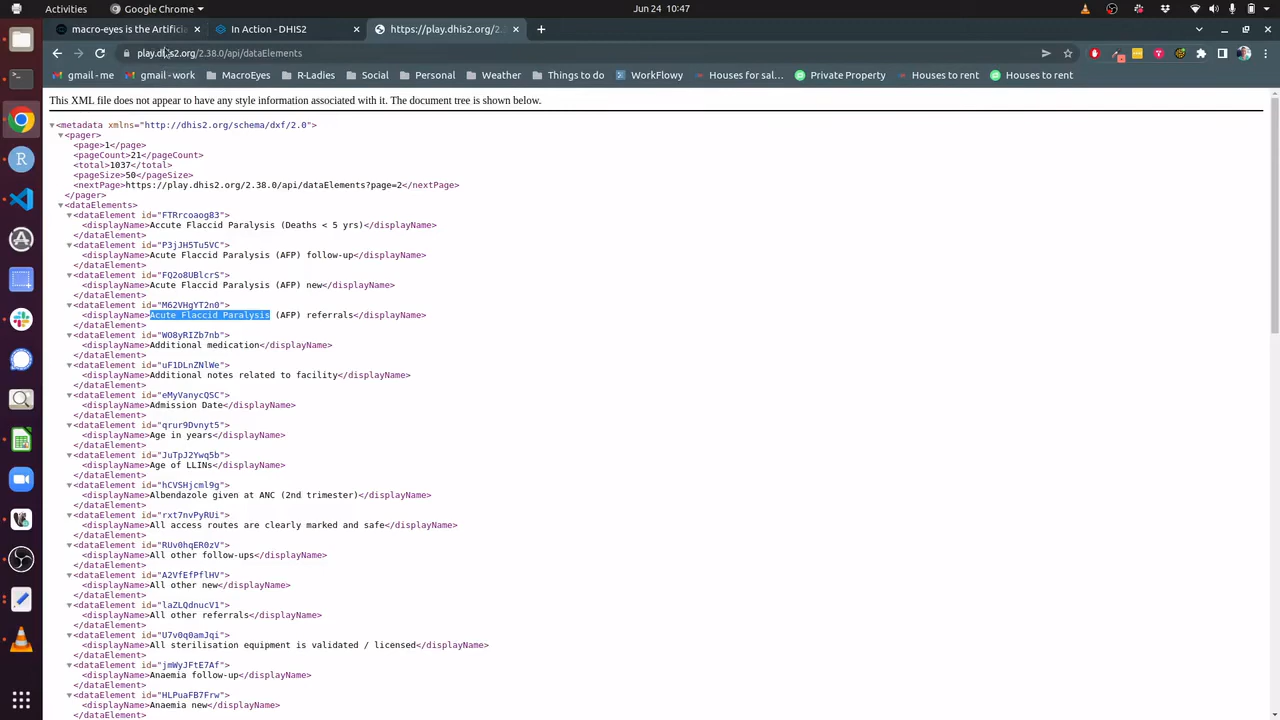 Activities
Google Chrome
Jun 24 10:47
macro-eyes is the Artificia
In Action - DHIS2
https://play.dhis2.org/2.
play.dhis2.org/2.38.0/api/dataElements
gmail - me
gmail -work
MacroEyes
R-Ladies
Social
Personal
Weather
Things to do
WorkFlowy
Houses for sal...
Private Property
Houses to rent
Houses to rent
This XML file does not appear to have any style information associated with it. The document tree is shown below.
<metadata xmlns="http://dhis2.org/schema/dxf/2.0">
<pager>
<page>1</page>
<pageCount>21</pageCount>
<total>1037</total>
<pageSize>50</pageSize>
<nextPage>https://play.dhis2.org/2.38.0/api/dataElements?page=2</nextPage>
</pager>
<dataElements>
<dataElement id="FTRrcoaog83">
<displayName>Accute Flaccid Paralysis (Deaths < 5 yrs)</displayName>
</dataElement>
<dataElement id="P3jJH5Tu5VC">
<displayName>Acute Flaccid Paralysis (AFP) follow-up</displayName>
</dataElement>
<dataElement id="FQ2o8UBlcrS">
<displayName>Acute Flaccid Paralysis (AFP) new</displayName>
</dataElement>
<dataElement id="M62VHgYT2n0">
<displayName>Acute Flaccid Paralysis (AFP) referrals</displayName>
</dataElement>
<dataElement id="WO8yRIZb7nb">
<displayName>Additional medication</displayName>
</dataElement>
<dataElement id="uF1DLnZNlWe">
<displayName>Additional notes related to facility</displayName>
</dataElement>
<dataElement id="eMyVanycQSC">
<displayName>Admission Date</displayName>
</dataElement>
<dataElement id="qrur9Dvnyt5">
<displayName>Age in years</displayName>
</dataElement>
<dataElement id="JuTpJ2Ywq5b">
<displayName>Age of LLINs</displayName>
</dataElement>
<dataElement id="hCVSHjcml9g">
<displayName>Albendazole given at ANC (2nd trimester)</displayName>
</dataElement>
<dataElement id="rxt7nvPyRUi">
<displayName>All access routes are clearly marked and safe</displayName>
</dataElement>
<dataElement id="RUv0hqER0zV">
<displayName>All other follow-ups</displayName>
</dataElement>
<dataElement id="A2VfEfPflHV">
<displayName>All other new</displayName>
</dataElement>
<dataElement id="laZLQdnucV1">
<displayName>All other referrals</displayName>
</dataElement>
<dataElement id="U7v0q0amJqi">
<displayName>All sterilisation equipment is validated / licensed</displayName>
</dataElement>
<dataElement id="jmWyJFtE7Af">
<displayName>Anaemia follow-up</displayName>
</dataElement>
<dataElement id="HLPuaFB7Frw">
<displayName>Anaemia new</displayName>
</dataElement>